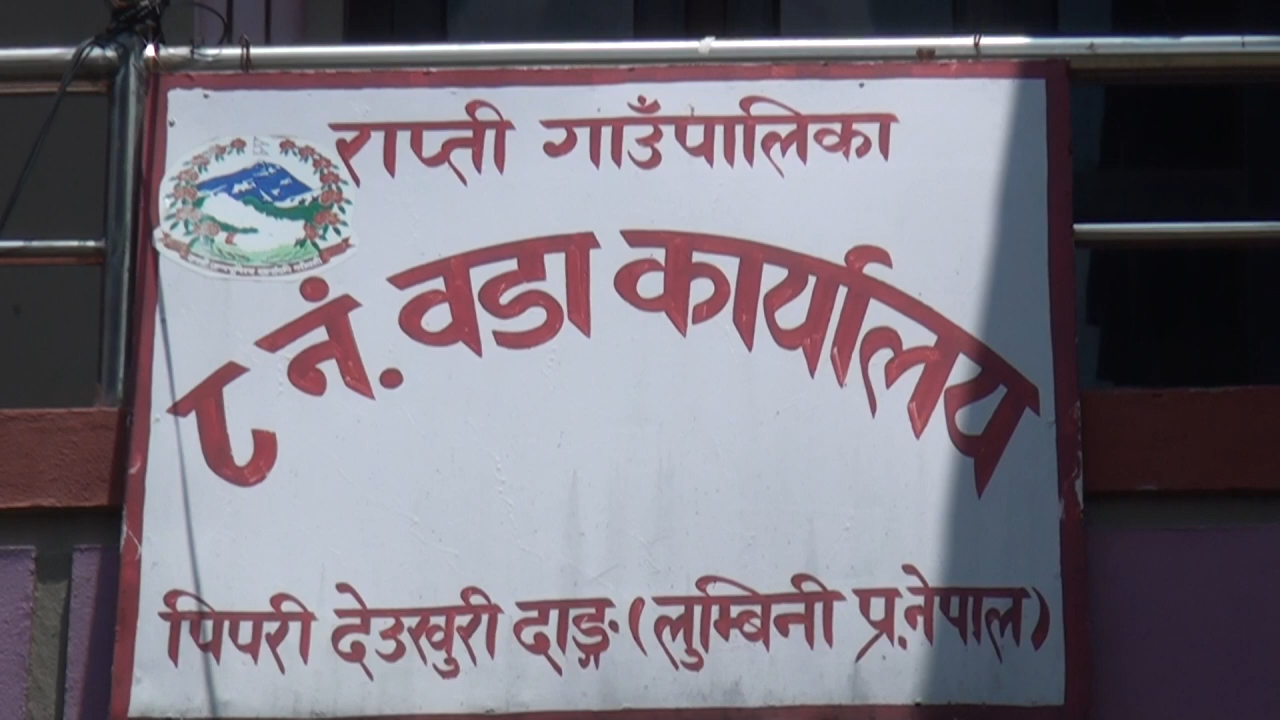 राप्ती गाउँपालिका
८ नं. वडा कार्यालय
पिपरी देउखुरी दाङ (लुम्बिनी प्र.नेपाल)